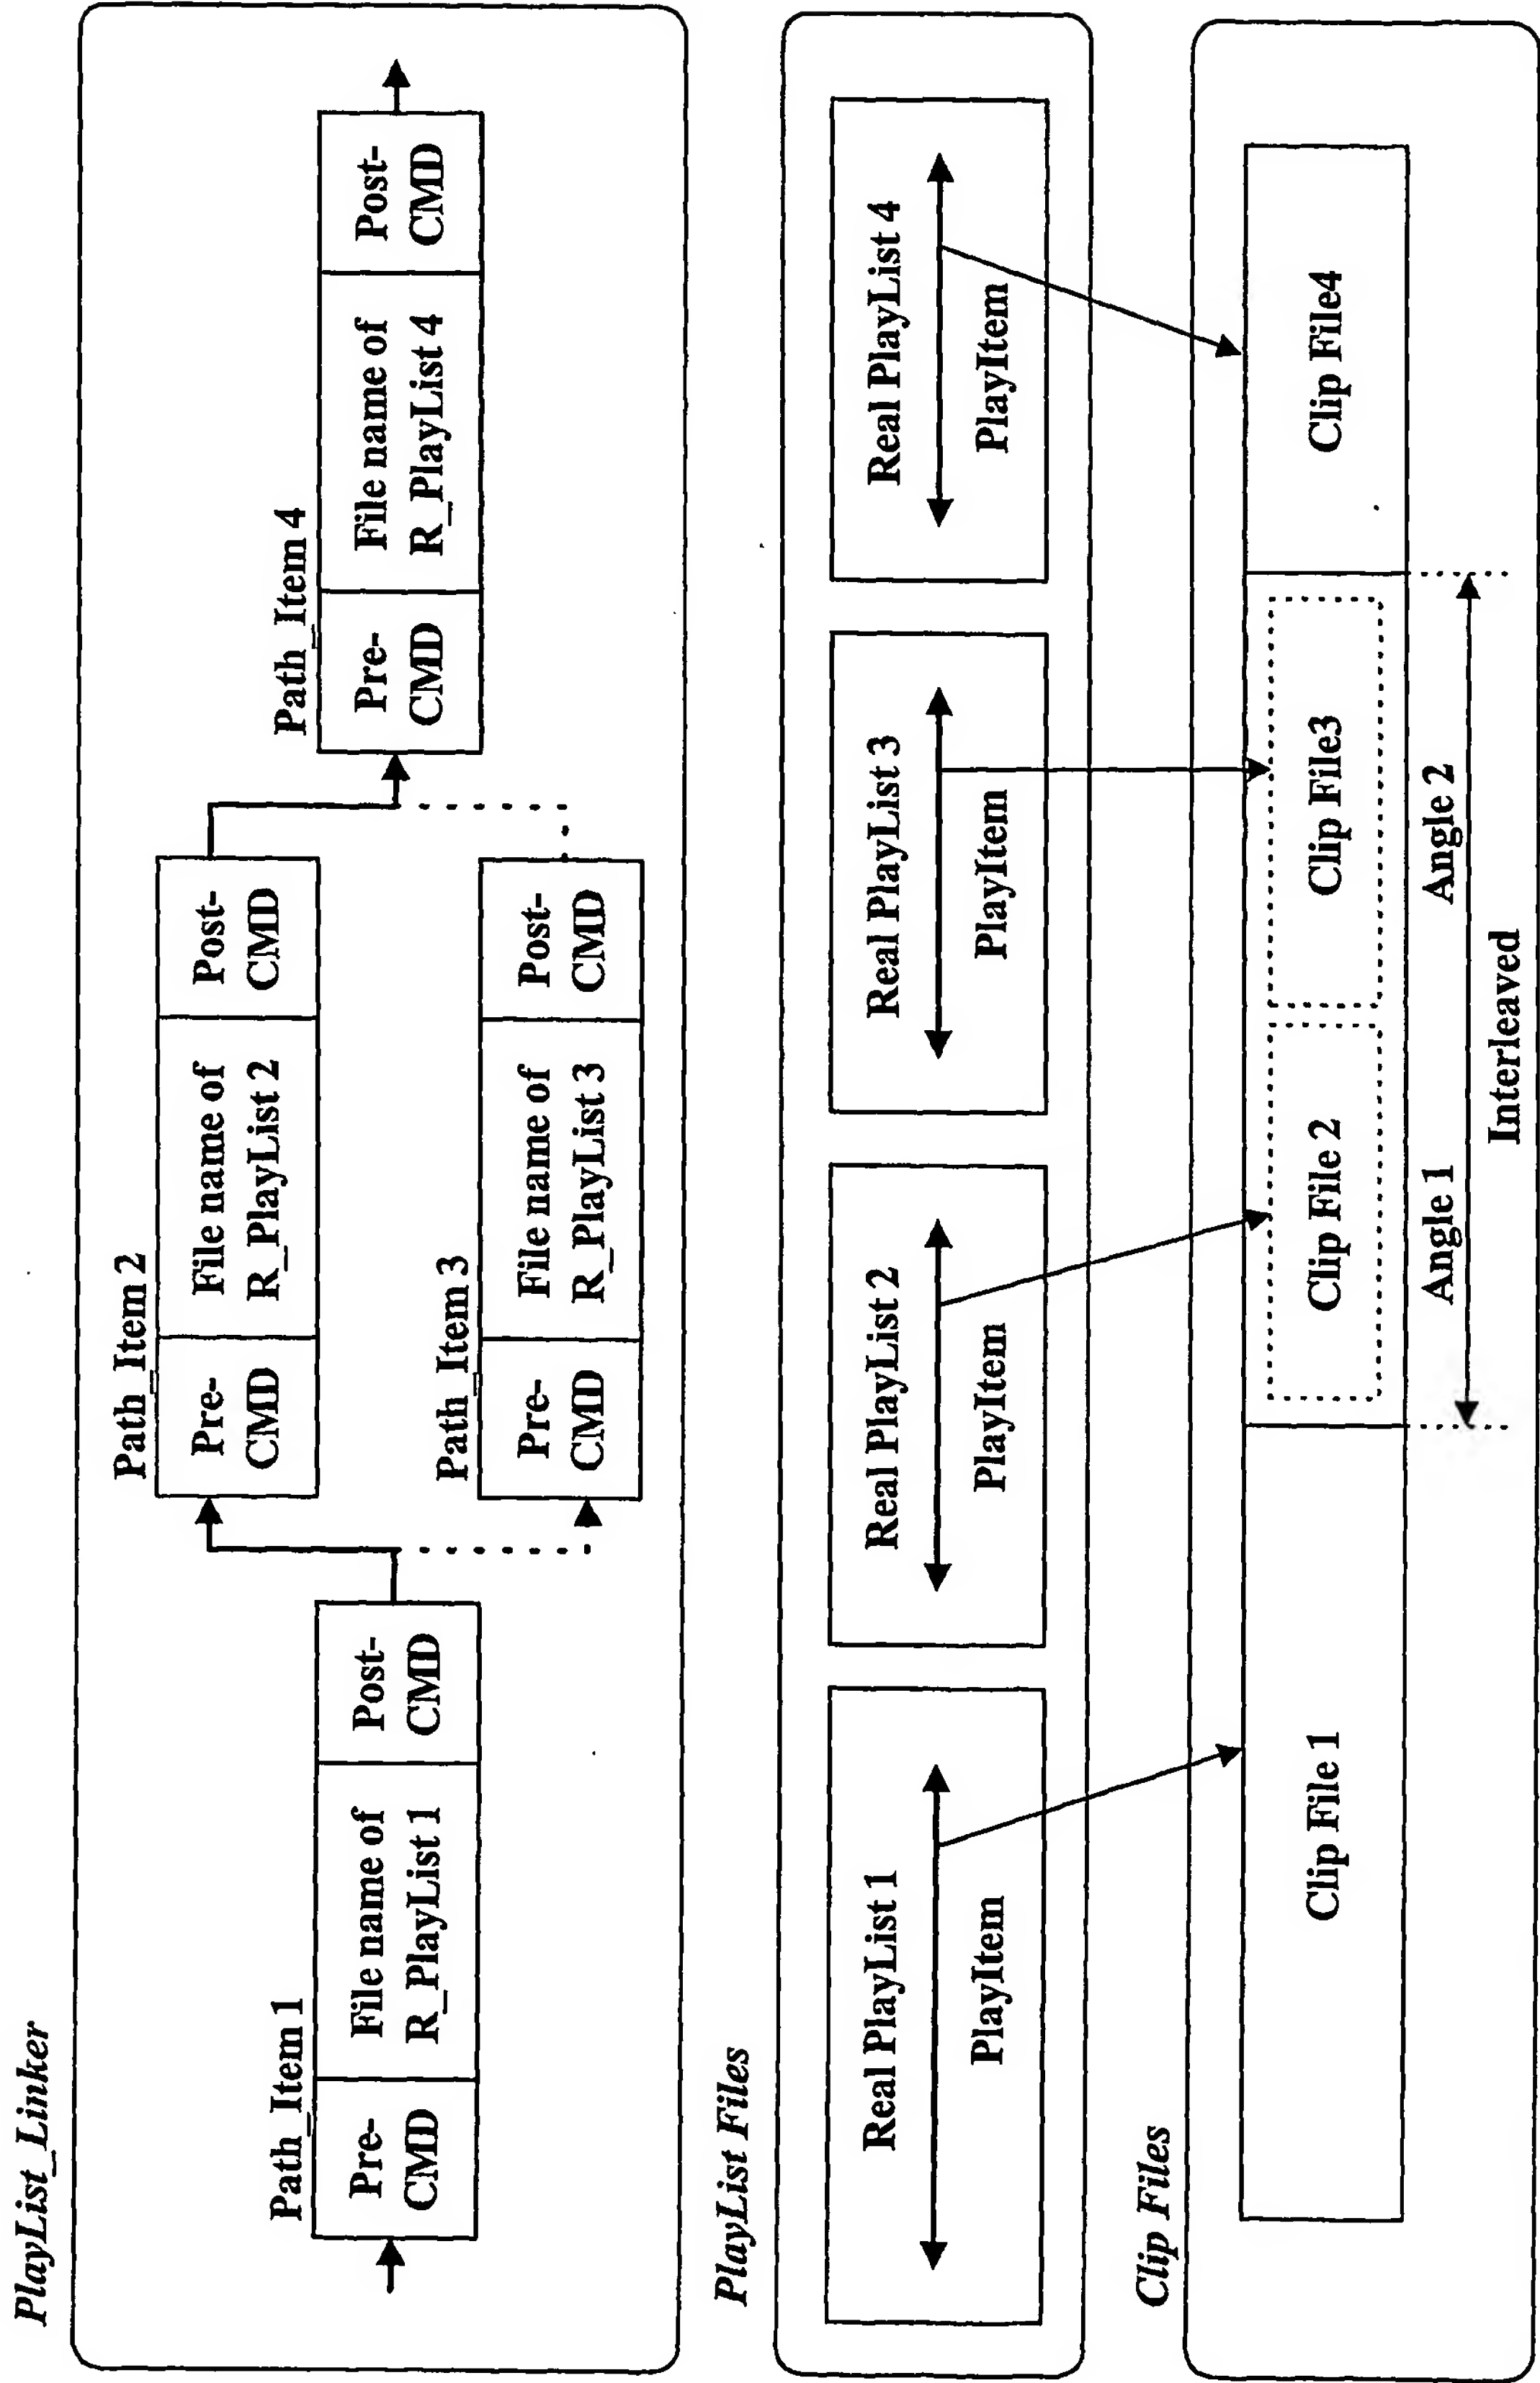 PlayList_Linker
Path_Item 1
Pre-
CMD
File name of
R_PlayList 1
Post-
CMD
Path_Item 2
Pre-
CMD
File name of
R_PlayList 2
Post-
CMD
Path_Item 3
Pre-
CMD
File name of
R_PlayList 3
Post-
CMD
Path_Item 4
Pre-
CMD
File name of
R_PlayList 4
Post-
CMD
PlayList Files
Real PlayList 1
PlayItem
Real PlayList 2
PlayItem
Real PlayList 3
PlayItem
Real PlayList 4
PlayItem
Clip Files
Clip File 1
Clip File 2
Clip File3
Clip File4
Angle 1
Angle 2
Interleaved